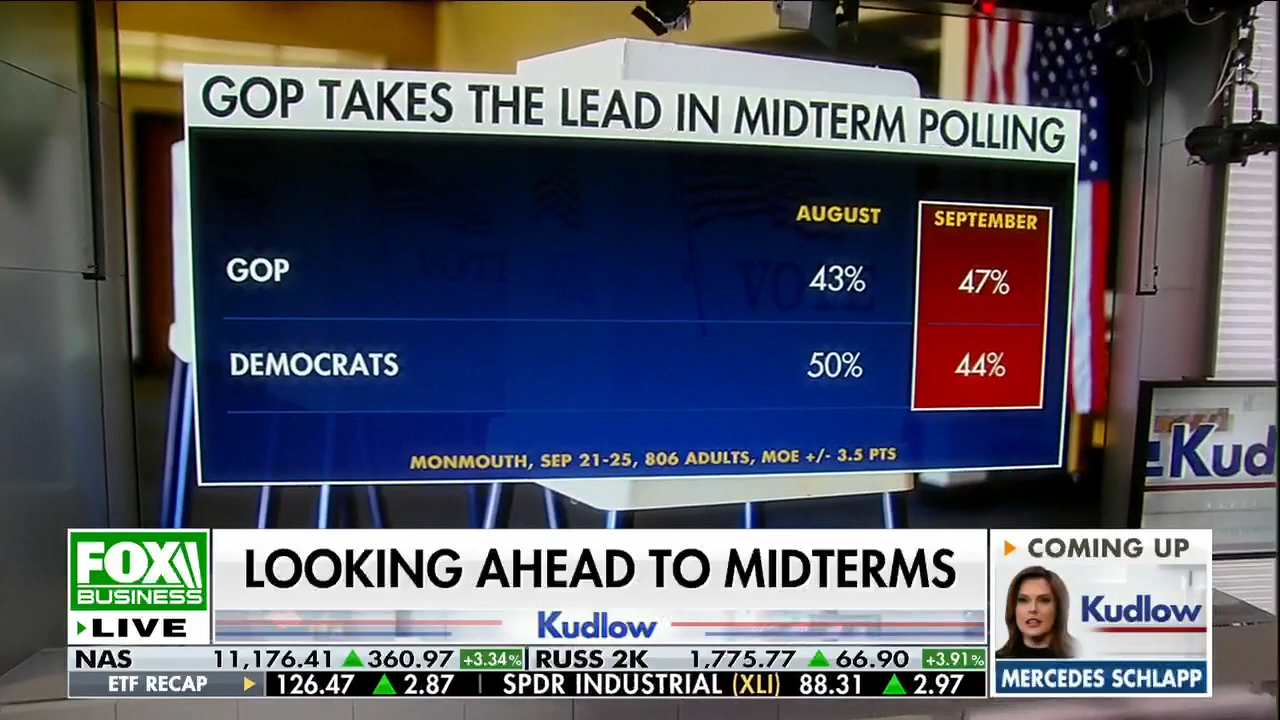 GOP TAKES THE LEAD IN MIDTERM POLLING
AUGUST SEPTEMBER
GOP 43% 47%
DEMOCRATS 50% 44%
MONMOUTH, SEP 21-25, 806 ADULTS, MOE +/- 3.5 PTS
VOTE
Kud
FOX BUSINESS
LIVE
LOOKING AHEAD TO MIDTERMS
Kudlow
COMING UP
Kudlow
MERCEDES SCHLAPP
NAS 11,176.41 360.97 +3.34% RUSS 2K 1,775.77 66.90 +3.91%
ETF RECAP 126.47 2.87 SPDR INDUSTRIAL (XLI) 88.31 2.97